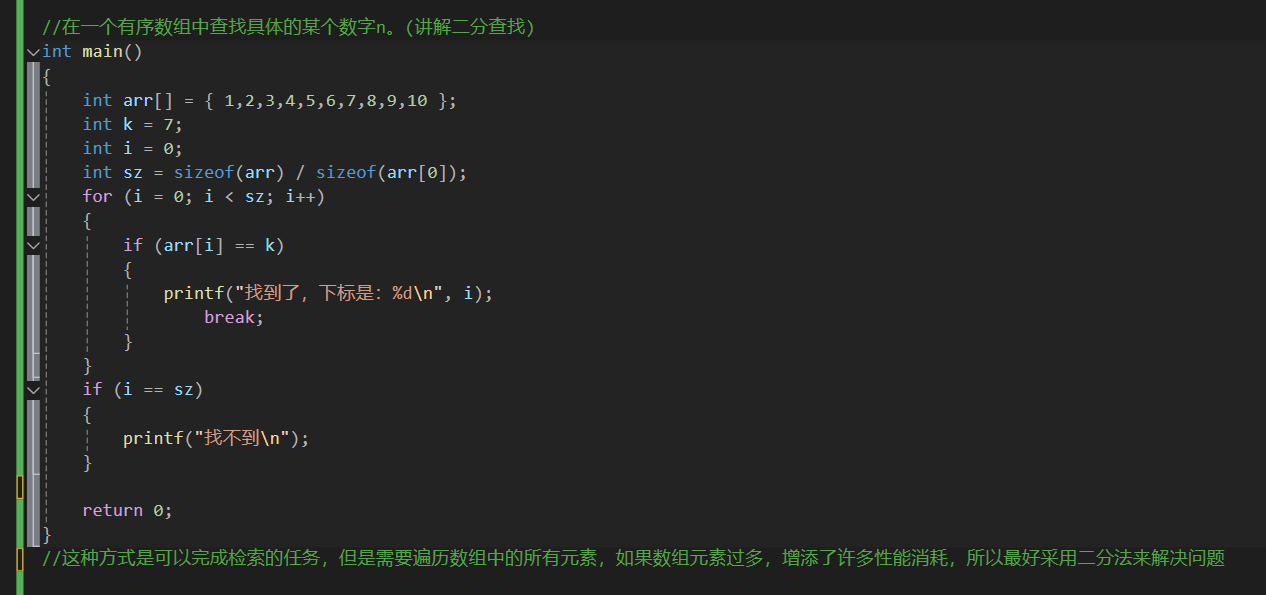 //在一个有序数组中查找具体的某个数字n。(讲解二分查找)
int main()
{
    int arr[] = { 1,2,3,4,5,6,7,8,9,10 };
    int k = 7;
    int i = 0;
    int sz = sizeof(arr) / sizeof(arr[0]);
    for (i = 0; i < sz; i++)
    {
        if (arr[i] == k)
        {
            printf("找到了，下标是：%d\n", i);
                break;
        }
    }
    if (i == sz)
    {
        printf("找不到\n");
    }

    return 0;
}
//这种方式是可以完成检索的任务，但是需要遍历数组中的所有元素，如果数组元素过多，增添了许多性能消耗，所以最好采用二分法来解决问题